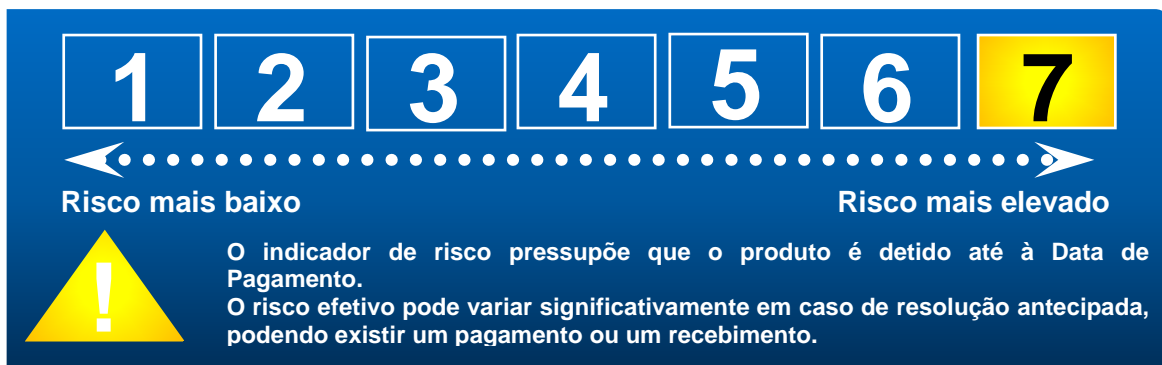 1 2 3 4 5 6 7
Risco mais baixo Risco mais elevado
!
O indicador de risco pressupõe que o produto é detido até à Data de
Pagamento.
O risco efetivo pode variar significativamente em caso de resolução antecipada,
podendo existir um pagamento ou um recebimento.